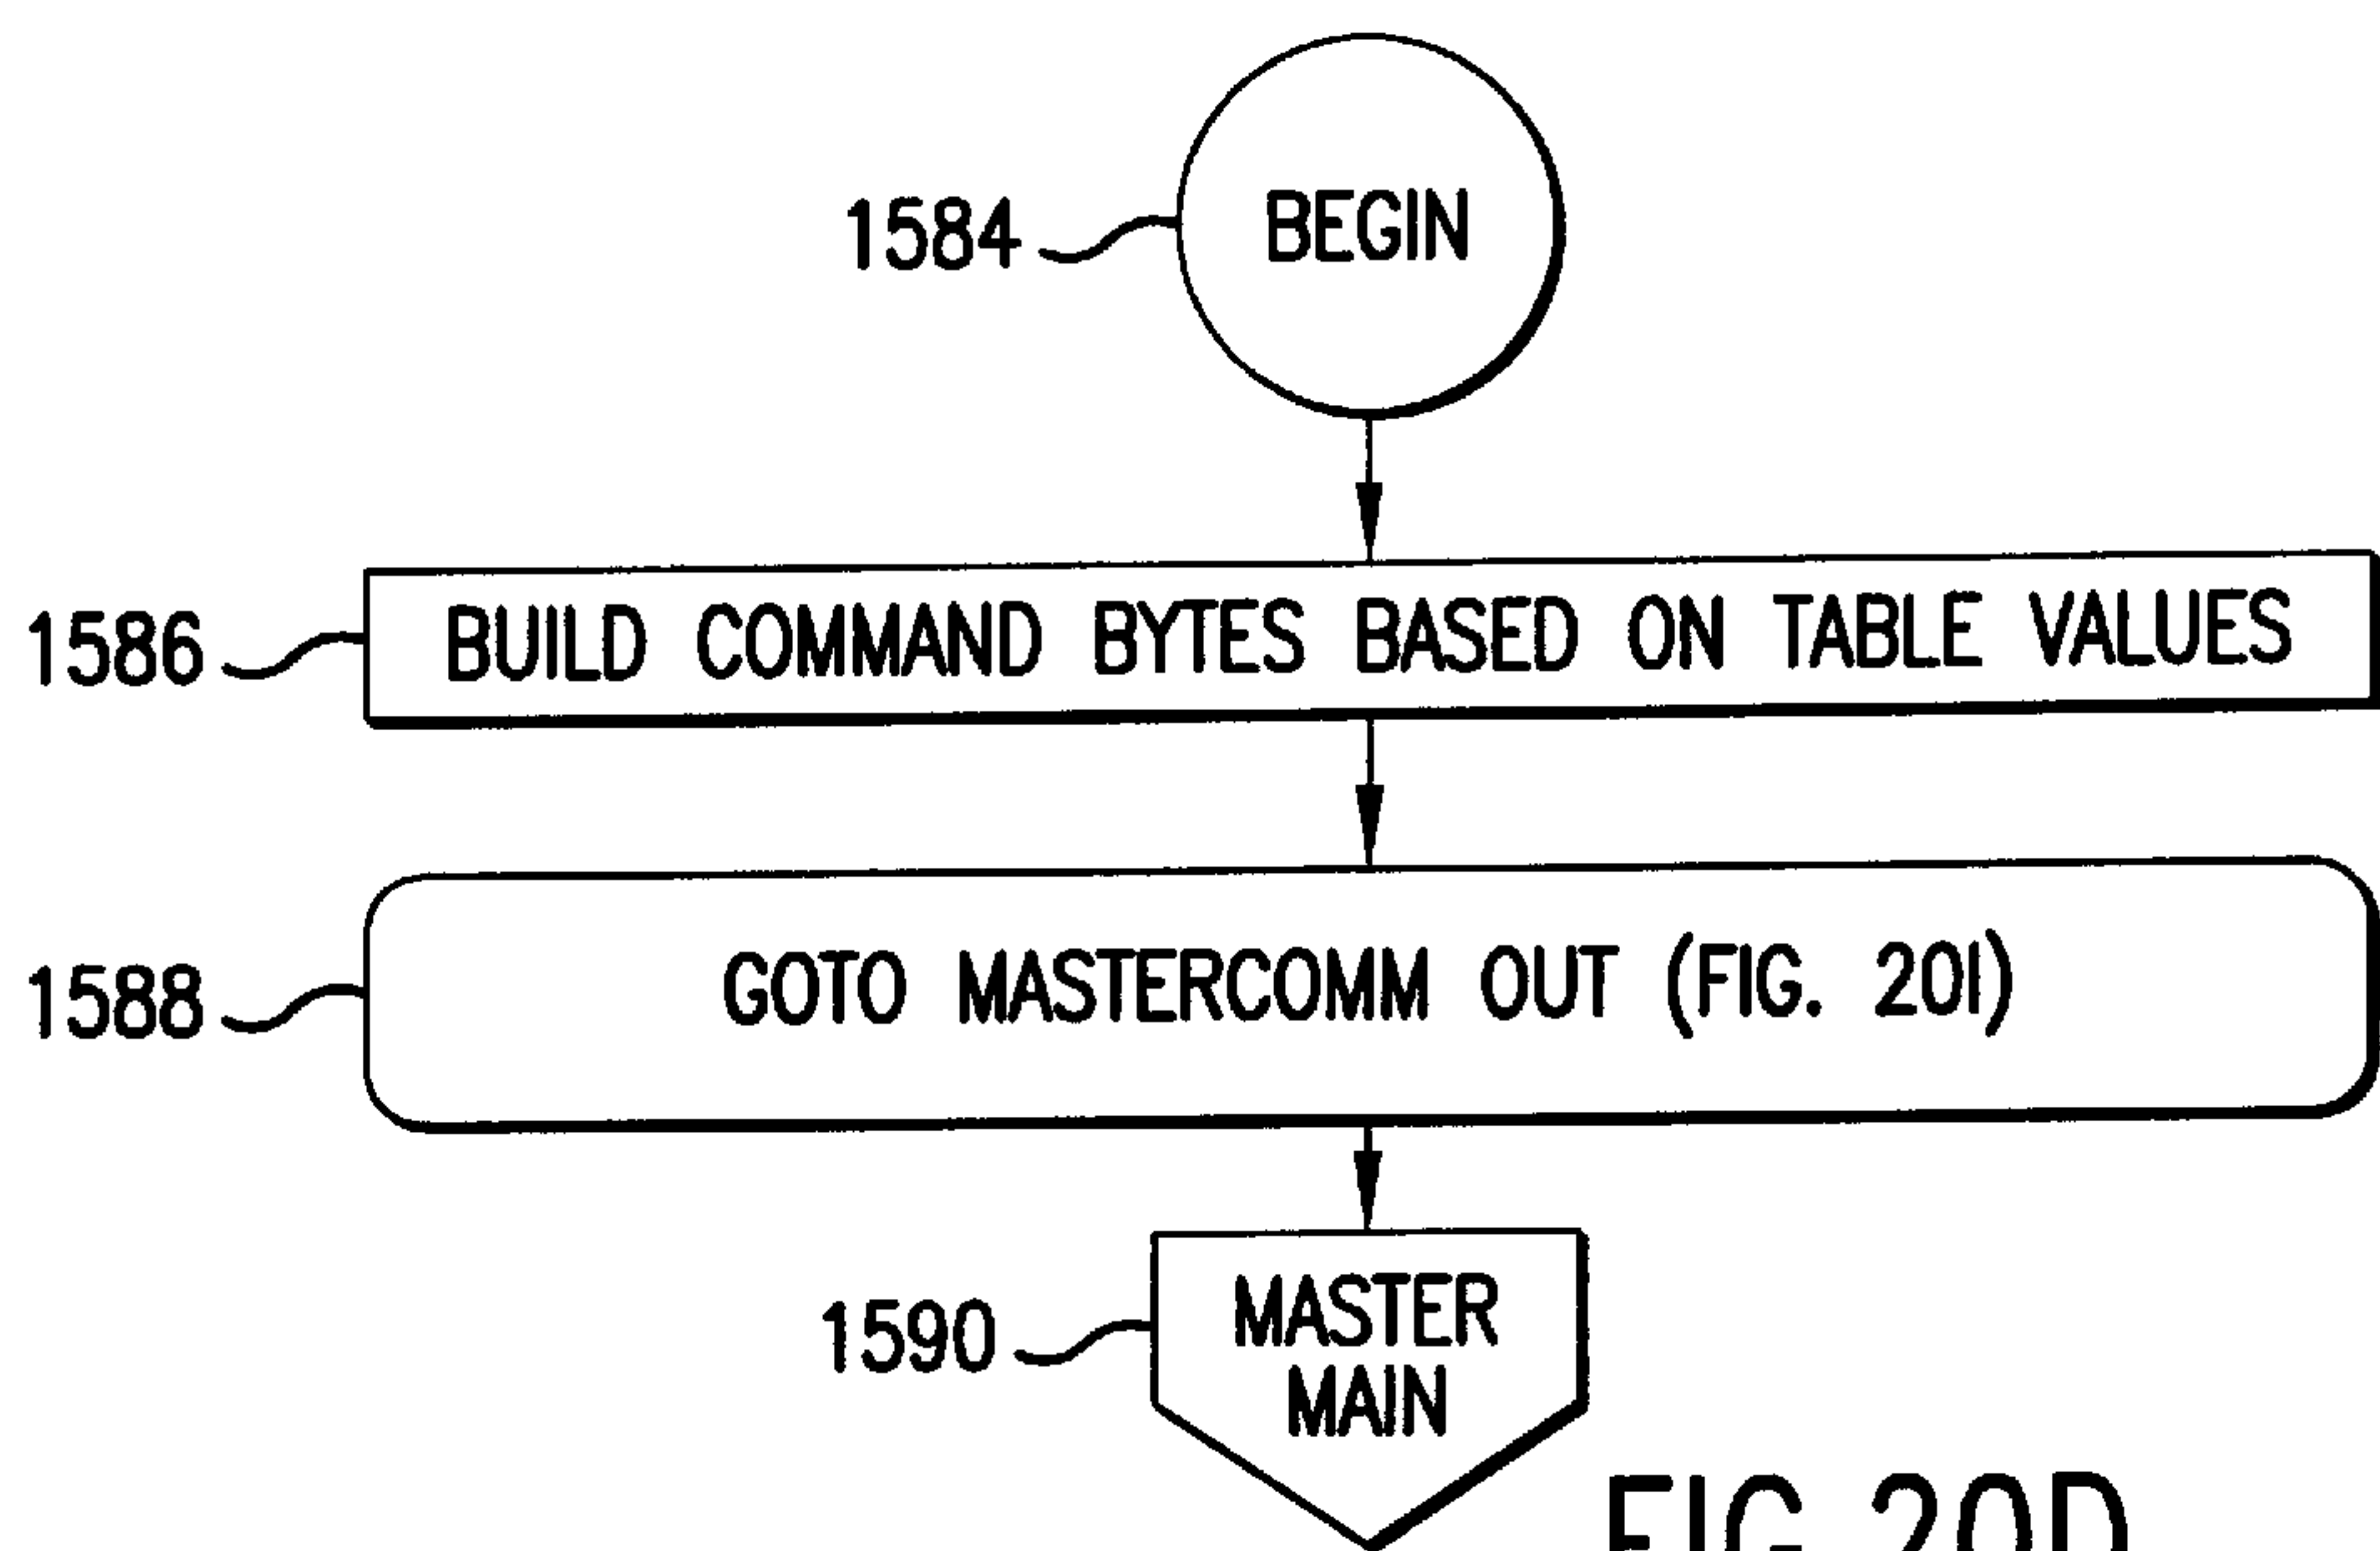 1584
BEGIN
1586
BUILD COMMAND BYTES BASED ON TABLE VALUES
1588
GOTO MASTERCOMM OUT (FIG. 20I)
1590
MASTER
MAIN
FIG.20D